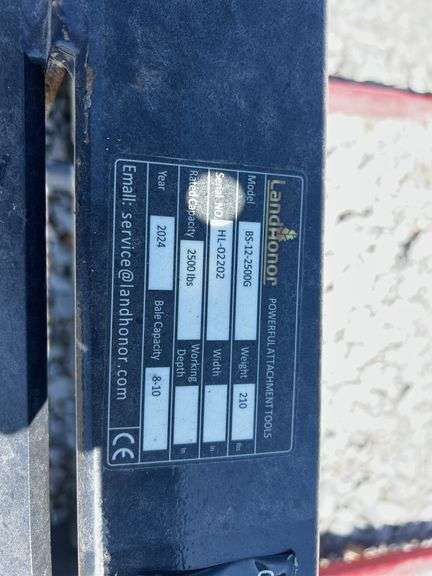 LandHonor POWERFUL ATTACHMENT TOOLS
Model BS-12-2500G Weight 210 lb
Serial NO. HL-02202 Width in
Rated capacity 2500 lbs Working Depth in
Year 2024 Bale Capacity 8-10
Email: service@landhonor.com CE